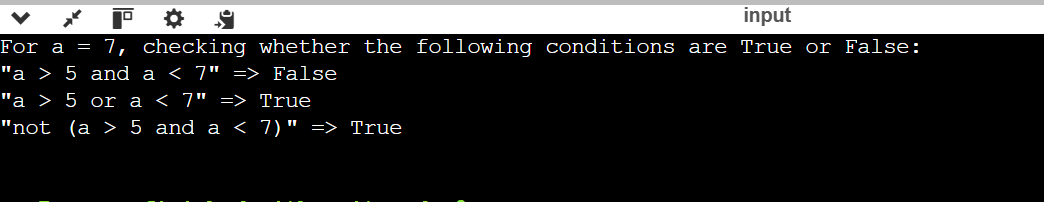 input
For a = 7, checking whether the following conditions are True or False:
"a > 5 and a < 7" => False
"a > 5 or a < 7" => True
"not (a > 5 and a < 7)" => True